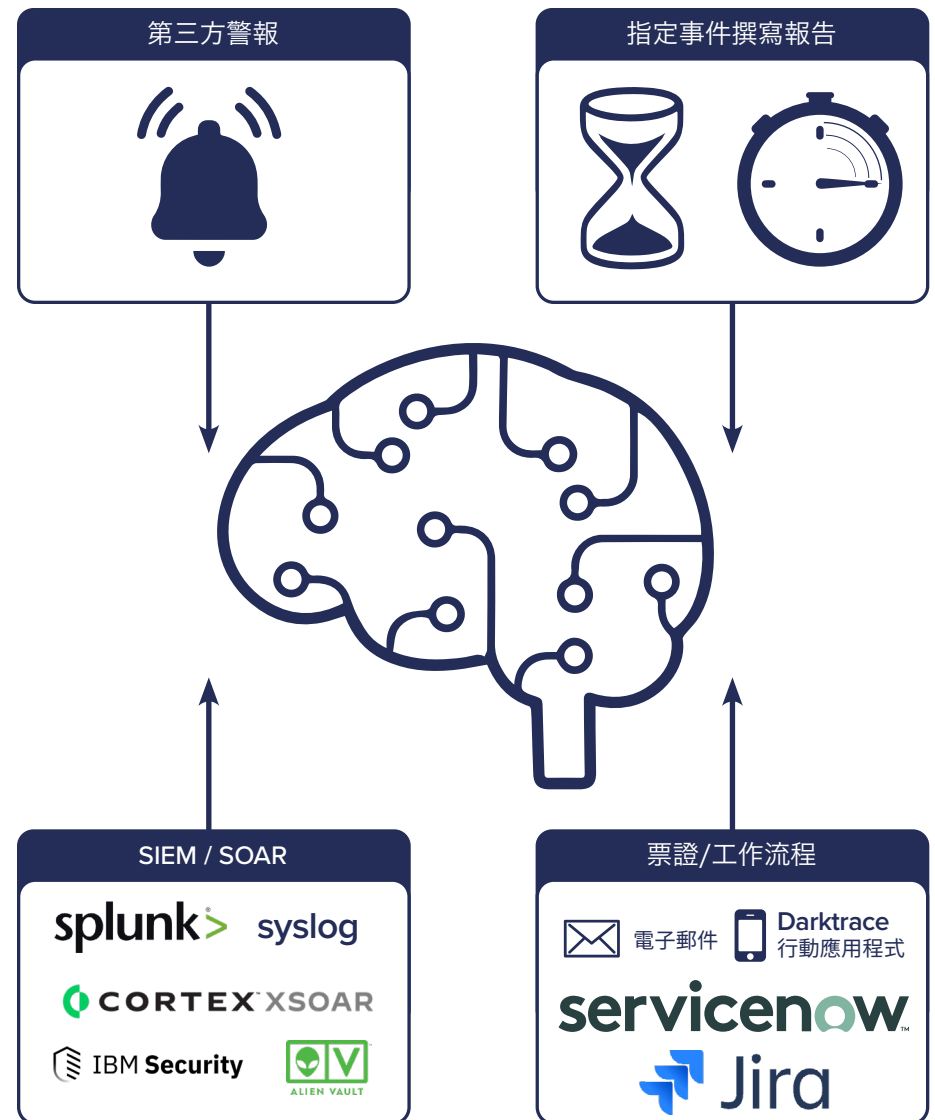 第三方警報
指定事件撰寫報告
SIEM / SOAR
splunk>
syslog
CORTEX™ XSOAR
IBM Security
ALIEN VAULT
票證/工作流程
電子郵件
Darktrace
行動應用程式
servicenow™
Jira